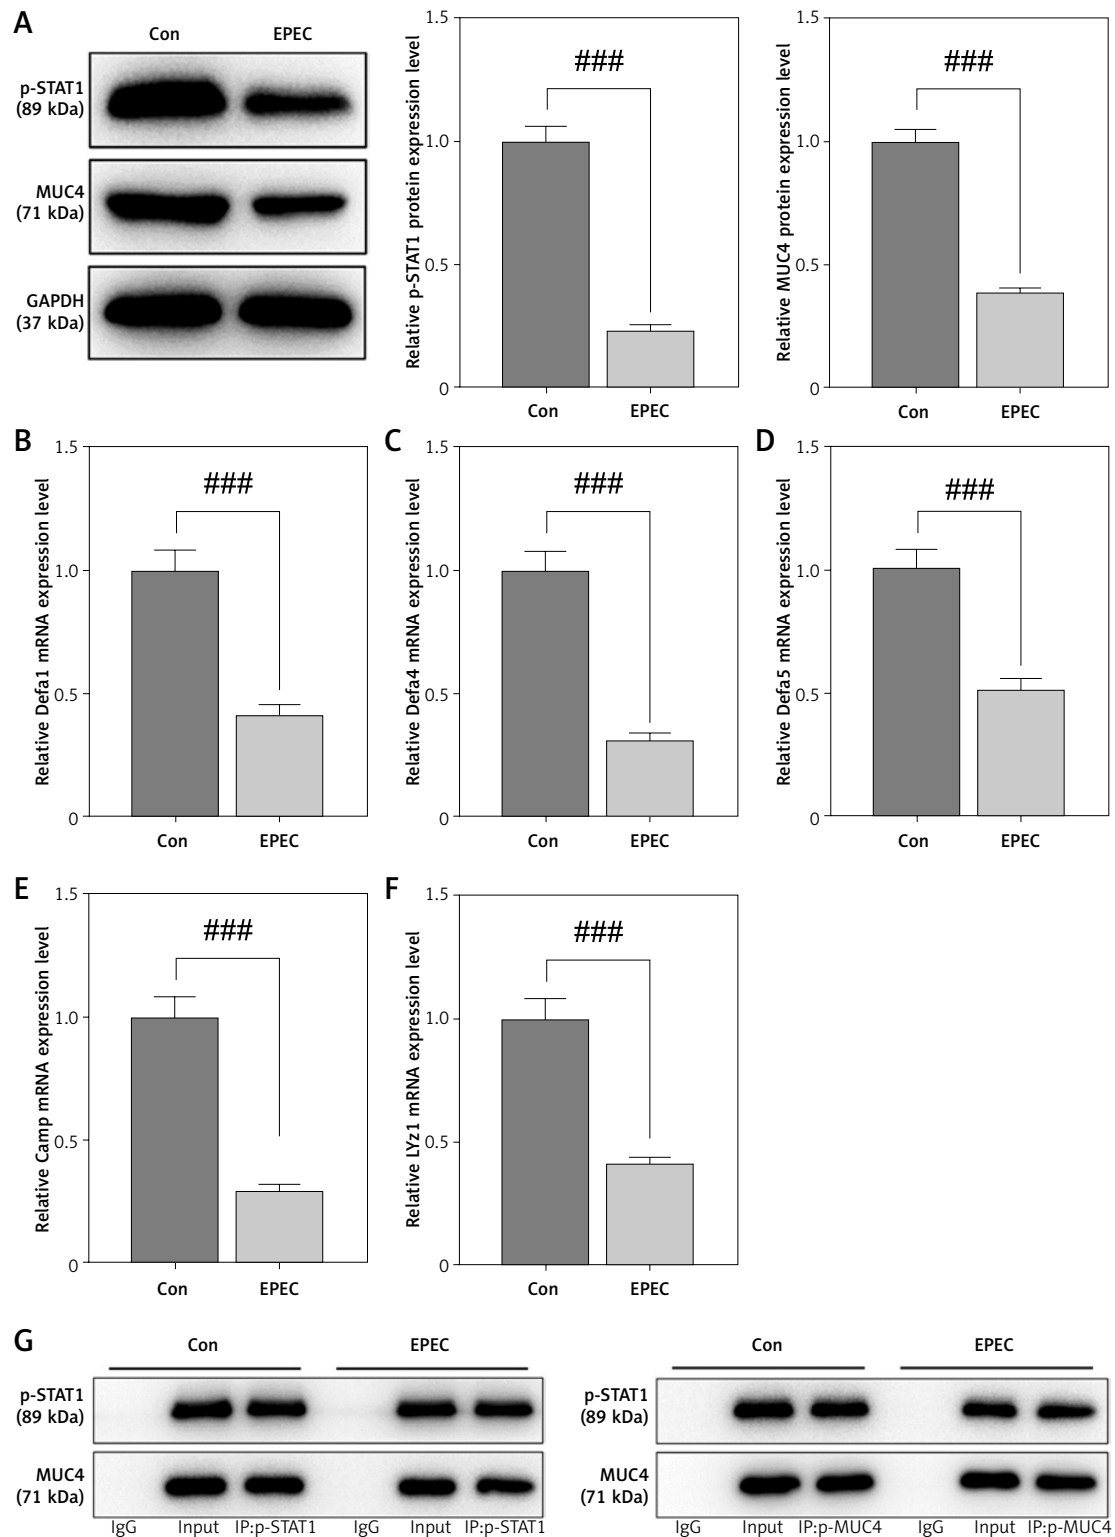 A
Con EPEC
p-STAT1
(89 kDa)
MUC4
(71 kDa)
GAPDH
(37 kDa)
Relative p-STAT1 protein expression level
1.5
1.0
0.5
0
###
Con EPEC
Relative MUC4 protein expression level
1.5
1.0
0.5
0
###
Con EPEC
B
Relative Defa1 mRNA expression level
1.5
1.0
0.5
0
###
Con EPEC
C
Relative Defa4 mRNA expression level
1.5
1.0
0.5
0
###
Con EPEC
D
Relative Defa5 mRNA expression level
1.5
1.0
0.5
0
###
Con EPEC
E
Relative Camp mRNA expression level
1.5
1.0
0.5
0
###
Con EPEC
F
Relative LYz1 mRNA expression level
1.5
1.0
0.5
0
###
Con EPEC
G
Con EPEC
p-STAT1
(89 kDa)
MUC4
(71 kDa)
IgG Input IP:p-STAT1 IgG Input IP:p-STAT1
Con EPEC
p-STAT1
(89 kDa)
MUC4
(71 kDa)
IgG Input IP:p-MUC4 IgG Input IP:p-MUC4